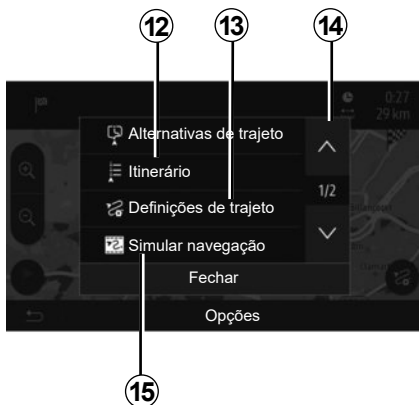 12 13 14
0:27
29 km
Alternativas de trajeto
Itinerário
1/2
Definições de trajeto
Simular navegação
Fechar
Opções
15